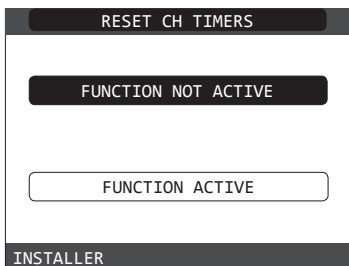 RESET CH TIMERS
FUNCTION NOT ACTIVE
FUNCTION ACTIVE
INSTALLER